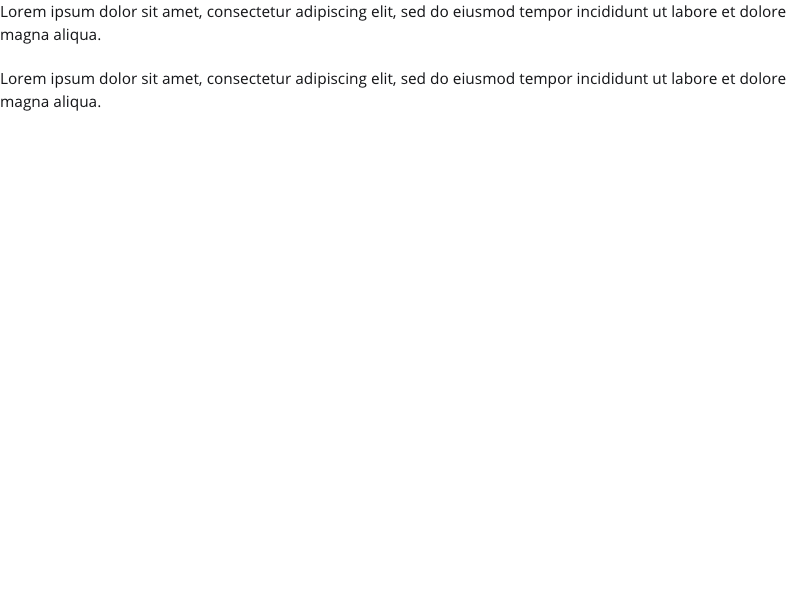 Lorem ipsum dolor sit amet, consectetur adipiscing elit, sed do eiusmod tempor incididunt ut labore et dolore
magna aliqua.
Lorem ipsum dolor sit amet, consectetur adipiscing elit, sed do eiusmod tempor incididunt ut labore et dolore
magna aliqua.